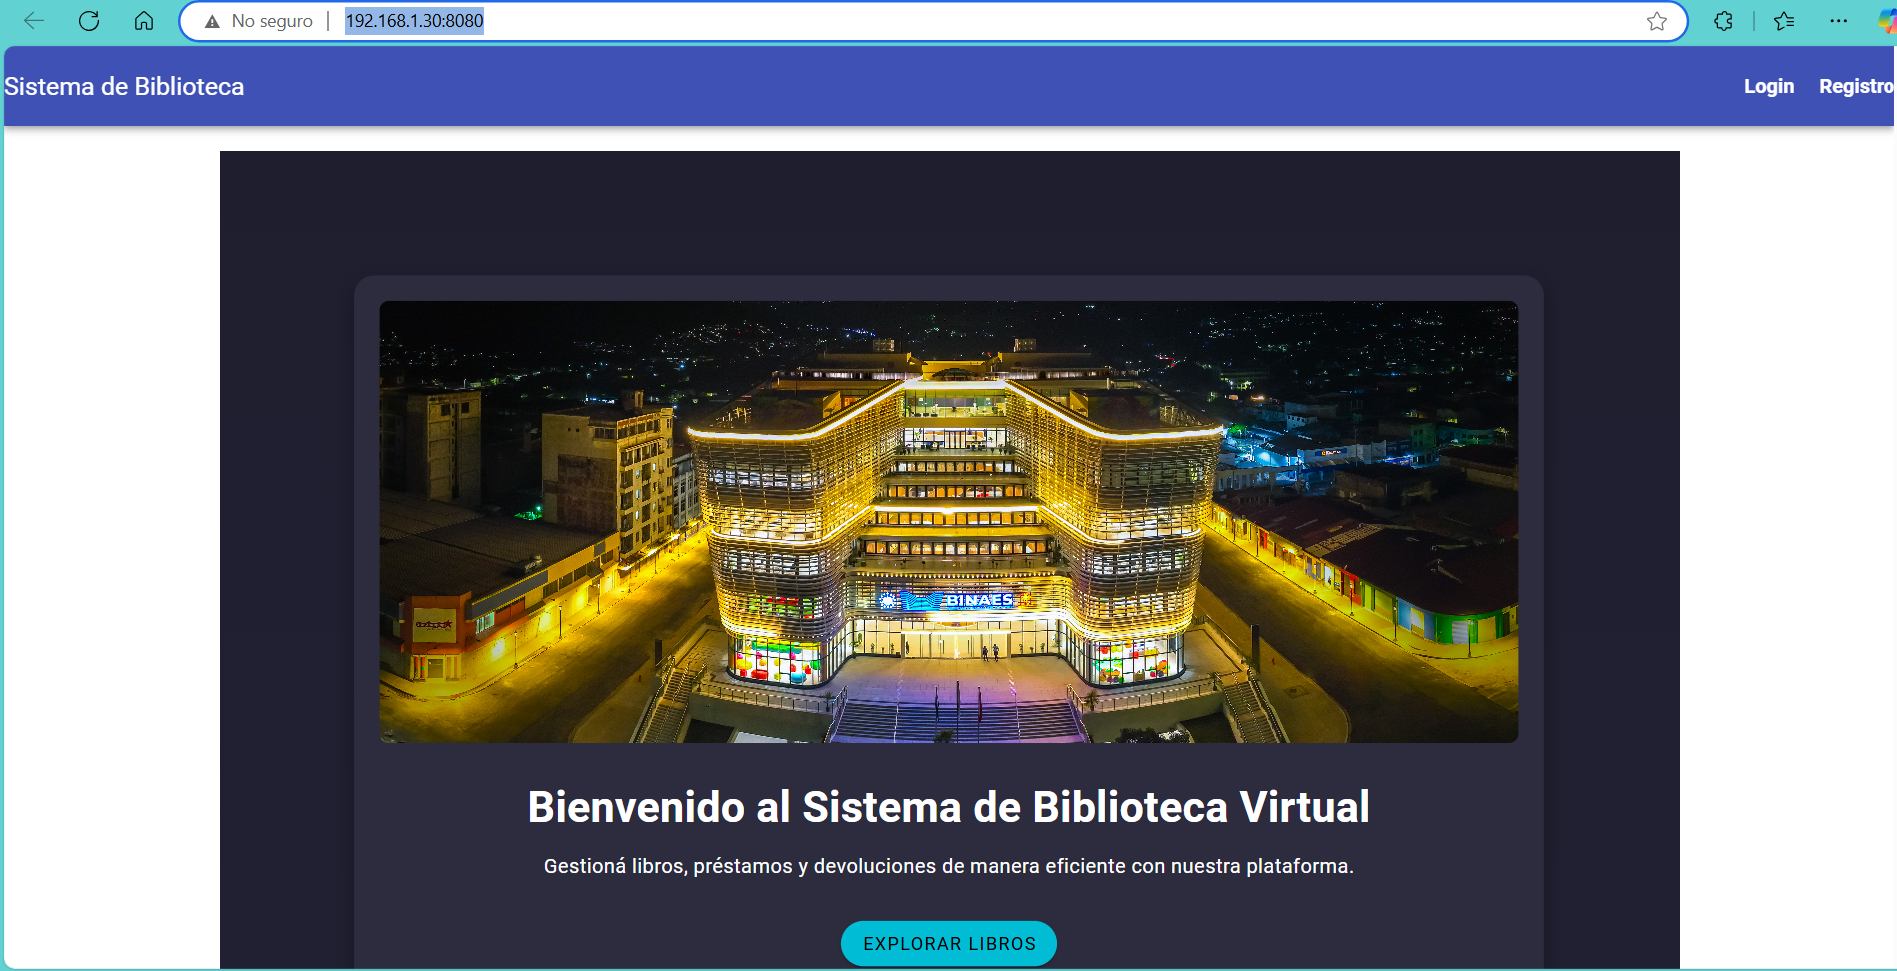 No seguro
192.168.1.30:8080
Sistema de Biblioteca
Login
Registro
BINAES
Bienvenido al Sistema de Biblioteca Virtual
Gestioná libros, préstamos y devoluciones de manera eficiente con nuestra plataforma.
EXPLORAR LIBROS